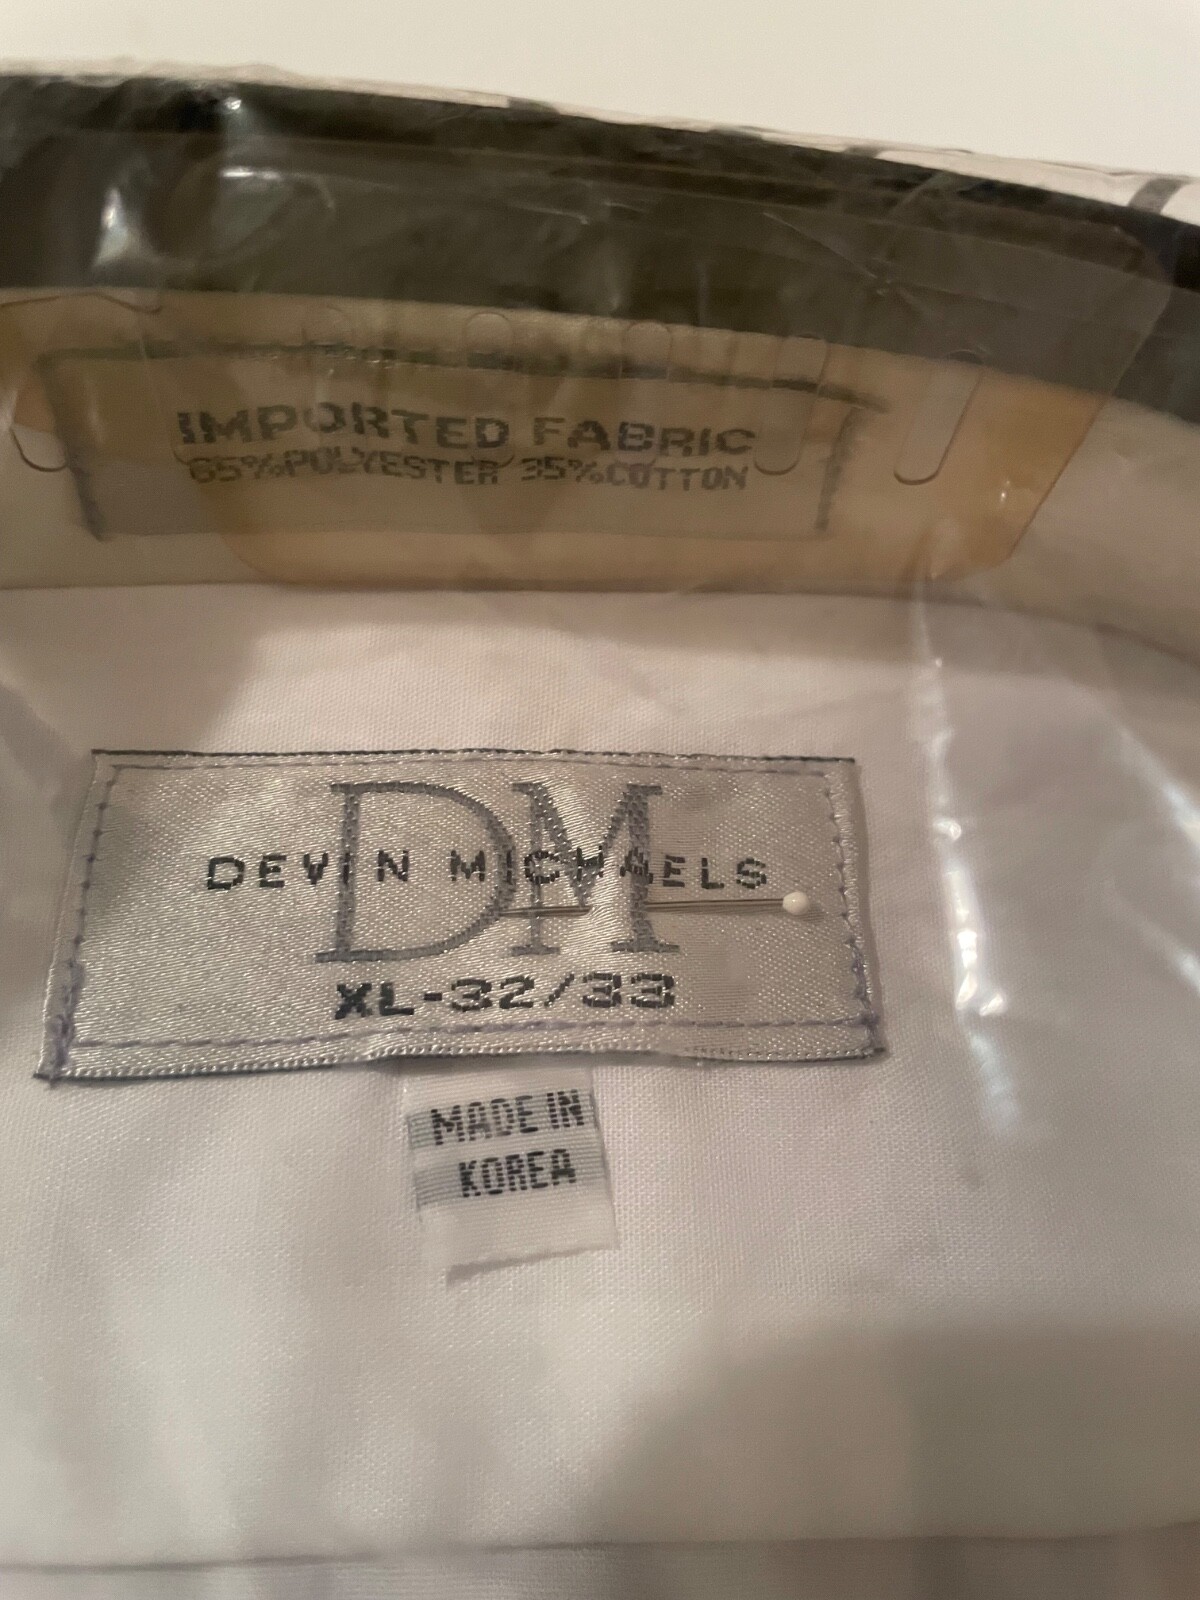 IMPORTED FABRIC
65%POLYESTER 35%COTTON
DM
DEVIN MICHAELS
XL-32/33
MADE IN
KOREA